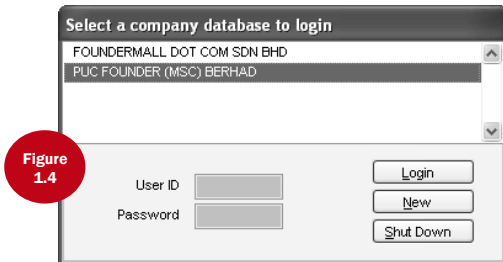 Select a company database to login
FOUNDERMALL DOT COM SDN BHD
PUC FOUNDER (MSC) BERHAD
Figure
1.4
User ID
Password
Login
New
Shut Down